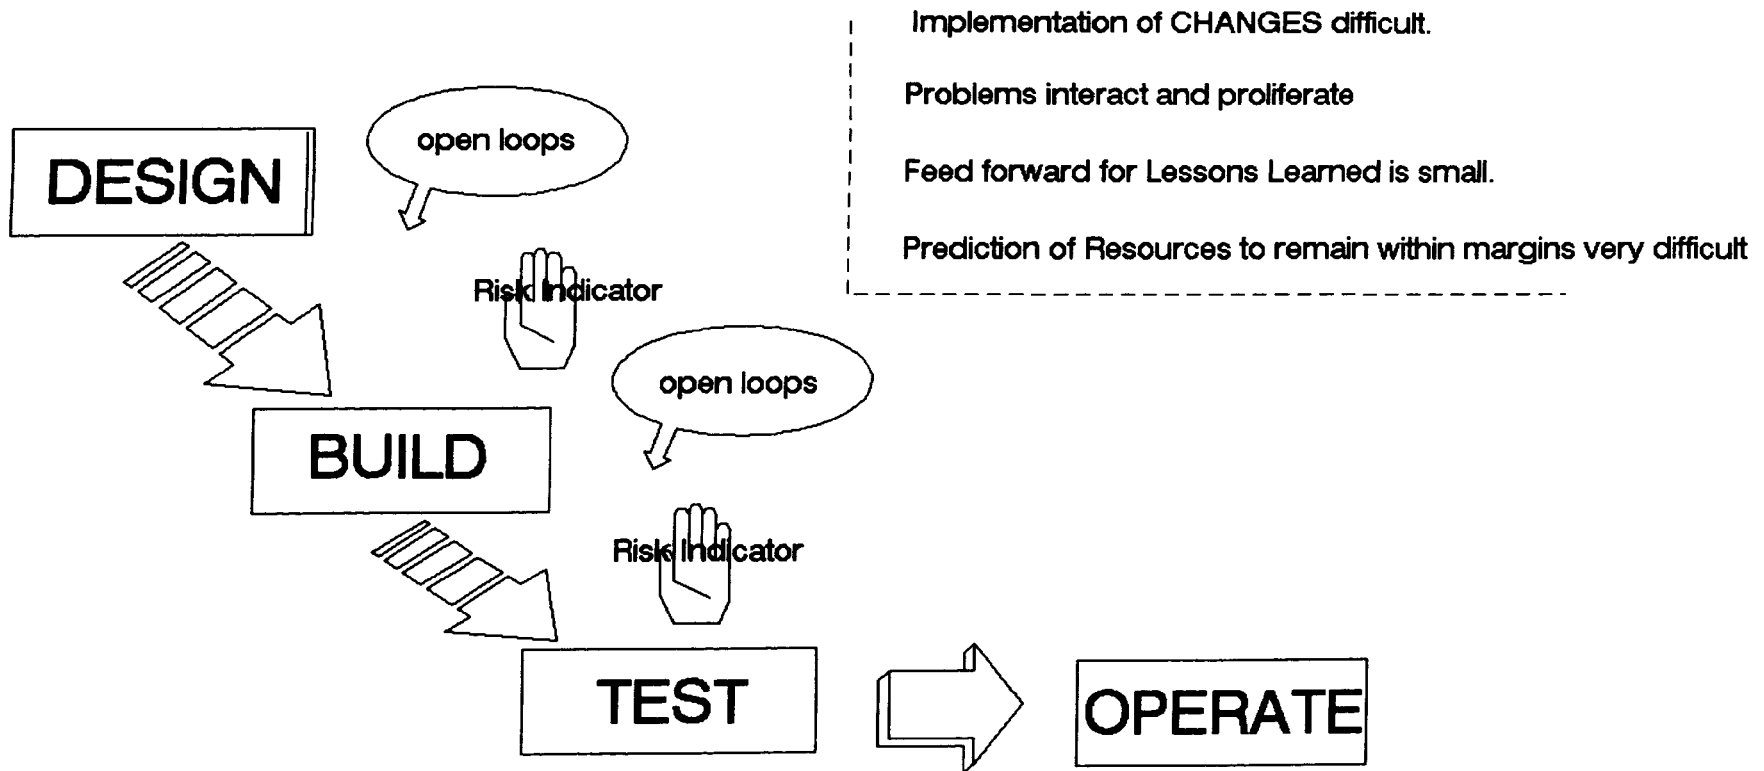 Implementation of CHANGES difficult.
Problems interact and proliferate
Feed forward for Lessons Learned is small.
Prediction of Resources to remain within margins very difficult
DESIGN
open loops
Risk Indicator
BUILD
open loops
Risk Indicator
TEST
OPERATE